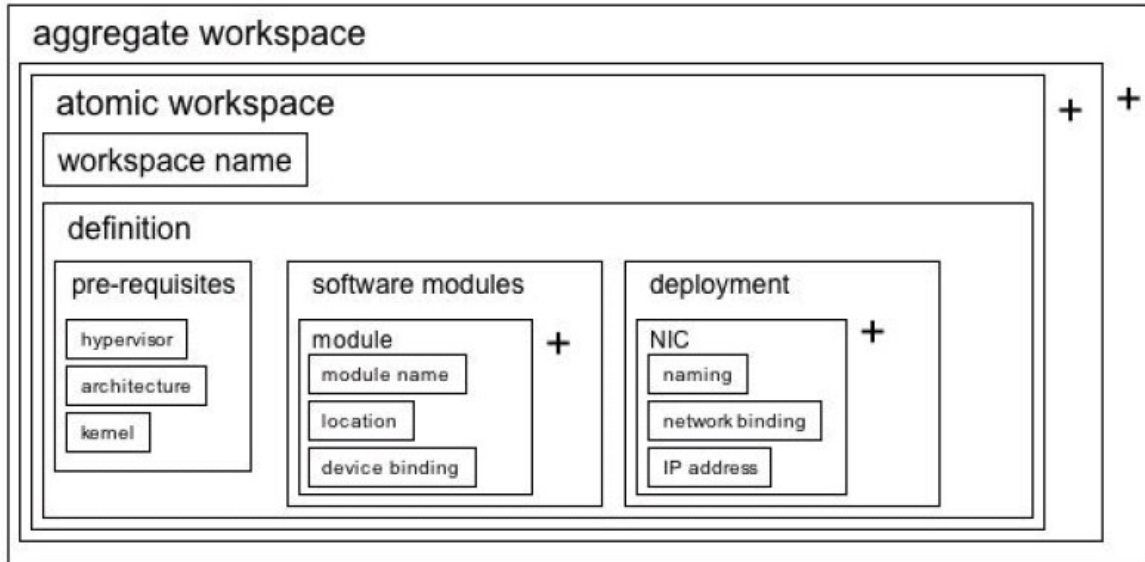 aggregate workspace
atomic workspace
+
+
workspace name
definition
pre-requisites
hypervisor
architecture
kernel
software modules
module
+
module name
location
device binding
deployment
NIC
+
naming
network binding
IP address